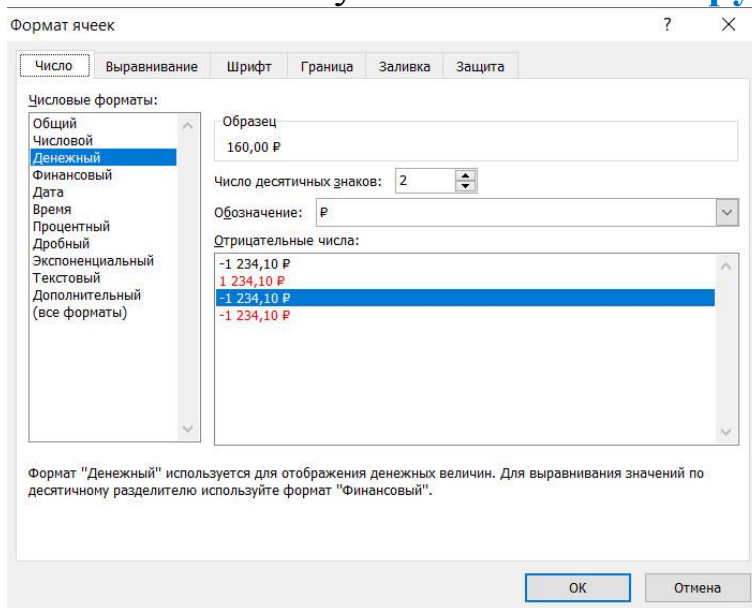 Формат ячеек ? ×
Число Выравнивание Шрифт Граница Заливка Защита
Числовые форматы:
Общий
Числовой
Денежный
Финансовый
Дата
Время
Процентный
Дробный
Экспоненциальный
Текстовый
Дополнительный
(все форматы)
Образец
160,00 ₽
Число десятичных знаков: 2
Обозначение: ₽
Отрицательные числа:
-1 234,10 ₽
1 234,10 ₽
-1 234,10 ₽
-1 234,10 ₽
Формат "Денежный" используется для отображения денежных величин. Для выравнивания значений по
десятичному разделителю используйте формат "Финансовый".
ОК Отмена